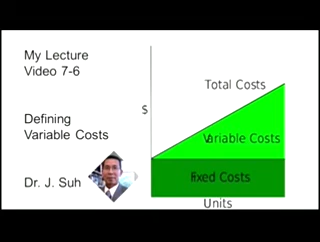 My Lecture
Video 7-6
Defining
Variable Costs
Dr. J. Suh
$
Total Costs
Variable Costs
Fixed Costs
Units